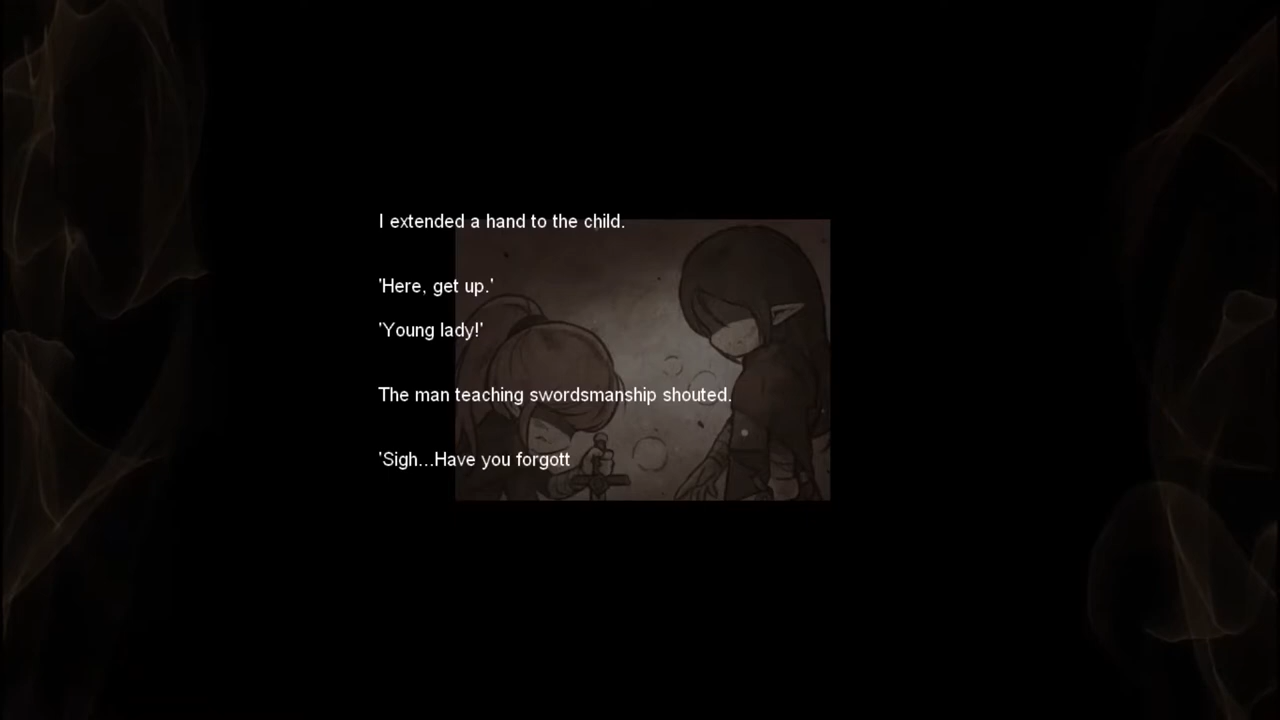 I extended a hand to the child.
'Here, get up.'
'Young lady!'
The man teaching swordsmanship shouted.
'Sigh...Have you forgott